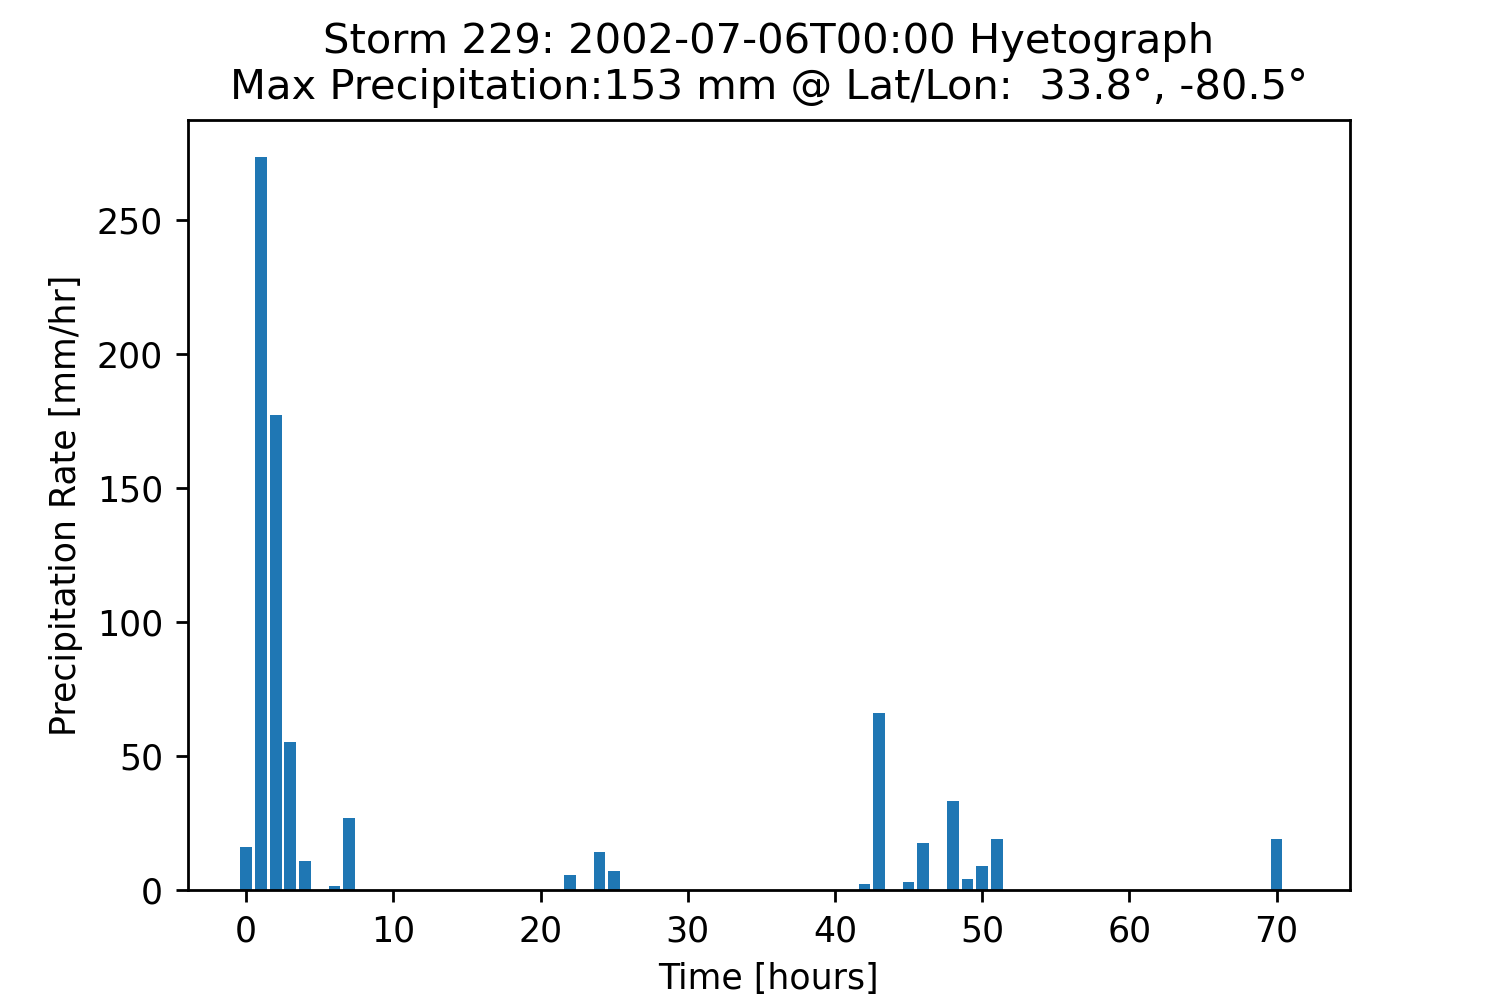 Storm 229: 2002-07-06T00:00 Hyetograph
Max Precipitation:153 mm @ Lat/Lon:  33.8°, -80.5°
250
200
150
100
50
0
Precipitation Rate [mm/hr]
0 10 20 30 40 50 60 70
Time [hours]